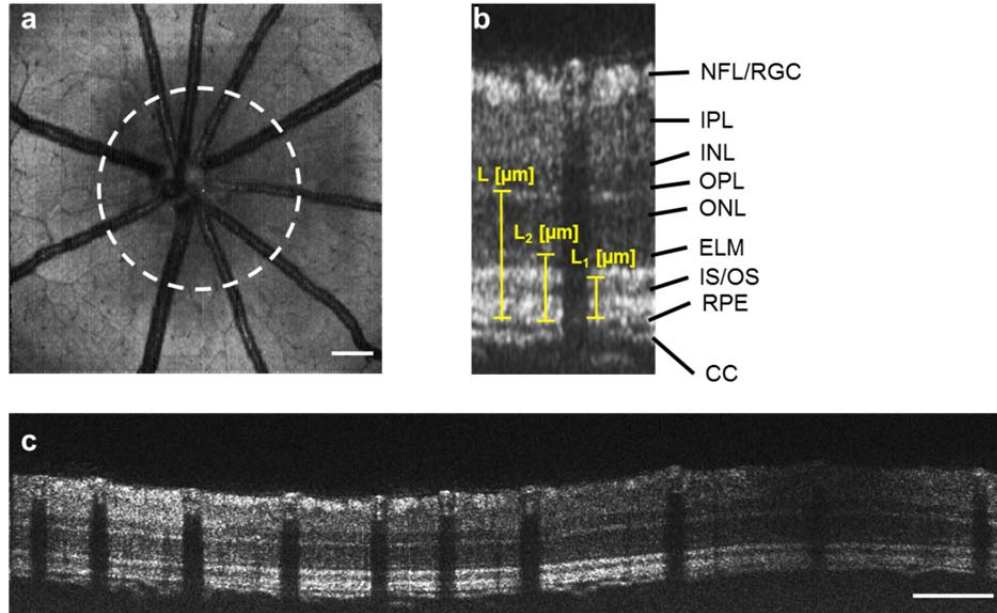 a
b
NFL/RGC
IPL
INL
L [µm]
OPL
ONL
L₂ [µm]
ELM
L₁ [µm]
IS/OS
RPE
CC
c